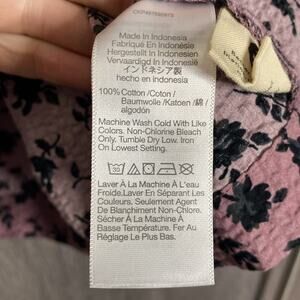 Made In Indonesia
Fabriqué En Indonésie
Hergestellt In Indonesien
Vervaardigd In Indonesië
インドネシア製
hecho en indonesia
100% Cotton /Coton /
Baumwolle /Katoen /綿/
algodón
Machine Wash Cold With Like
Colors. Non-Chlorine Bleach
Only. Tumble Dry Low. Iron
On Lowest Setting.
Laver À La Machine À L'eau
Froide.Laver En Séparant Les
Couleurs. Seulement Agent
De Blanchiment Non-Chloré.
Sécher À La Machine À
Basse Température. Fer Au
Réglage Le Plus Bas.